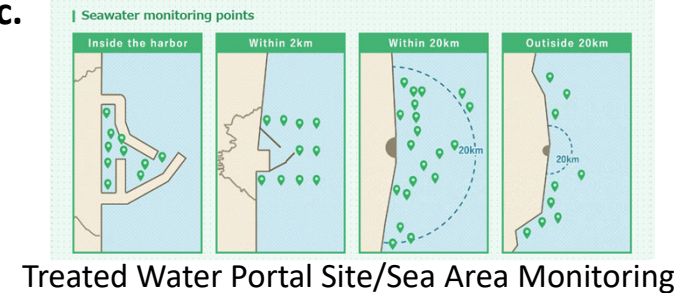 c.
Seawater monitoring points
Inside the harbor
Within 2km
Within 20km
Outiside 20km
20km
20km
Treated Water Portal Site/Sea Area Monitoring